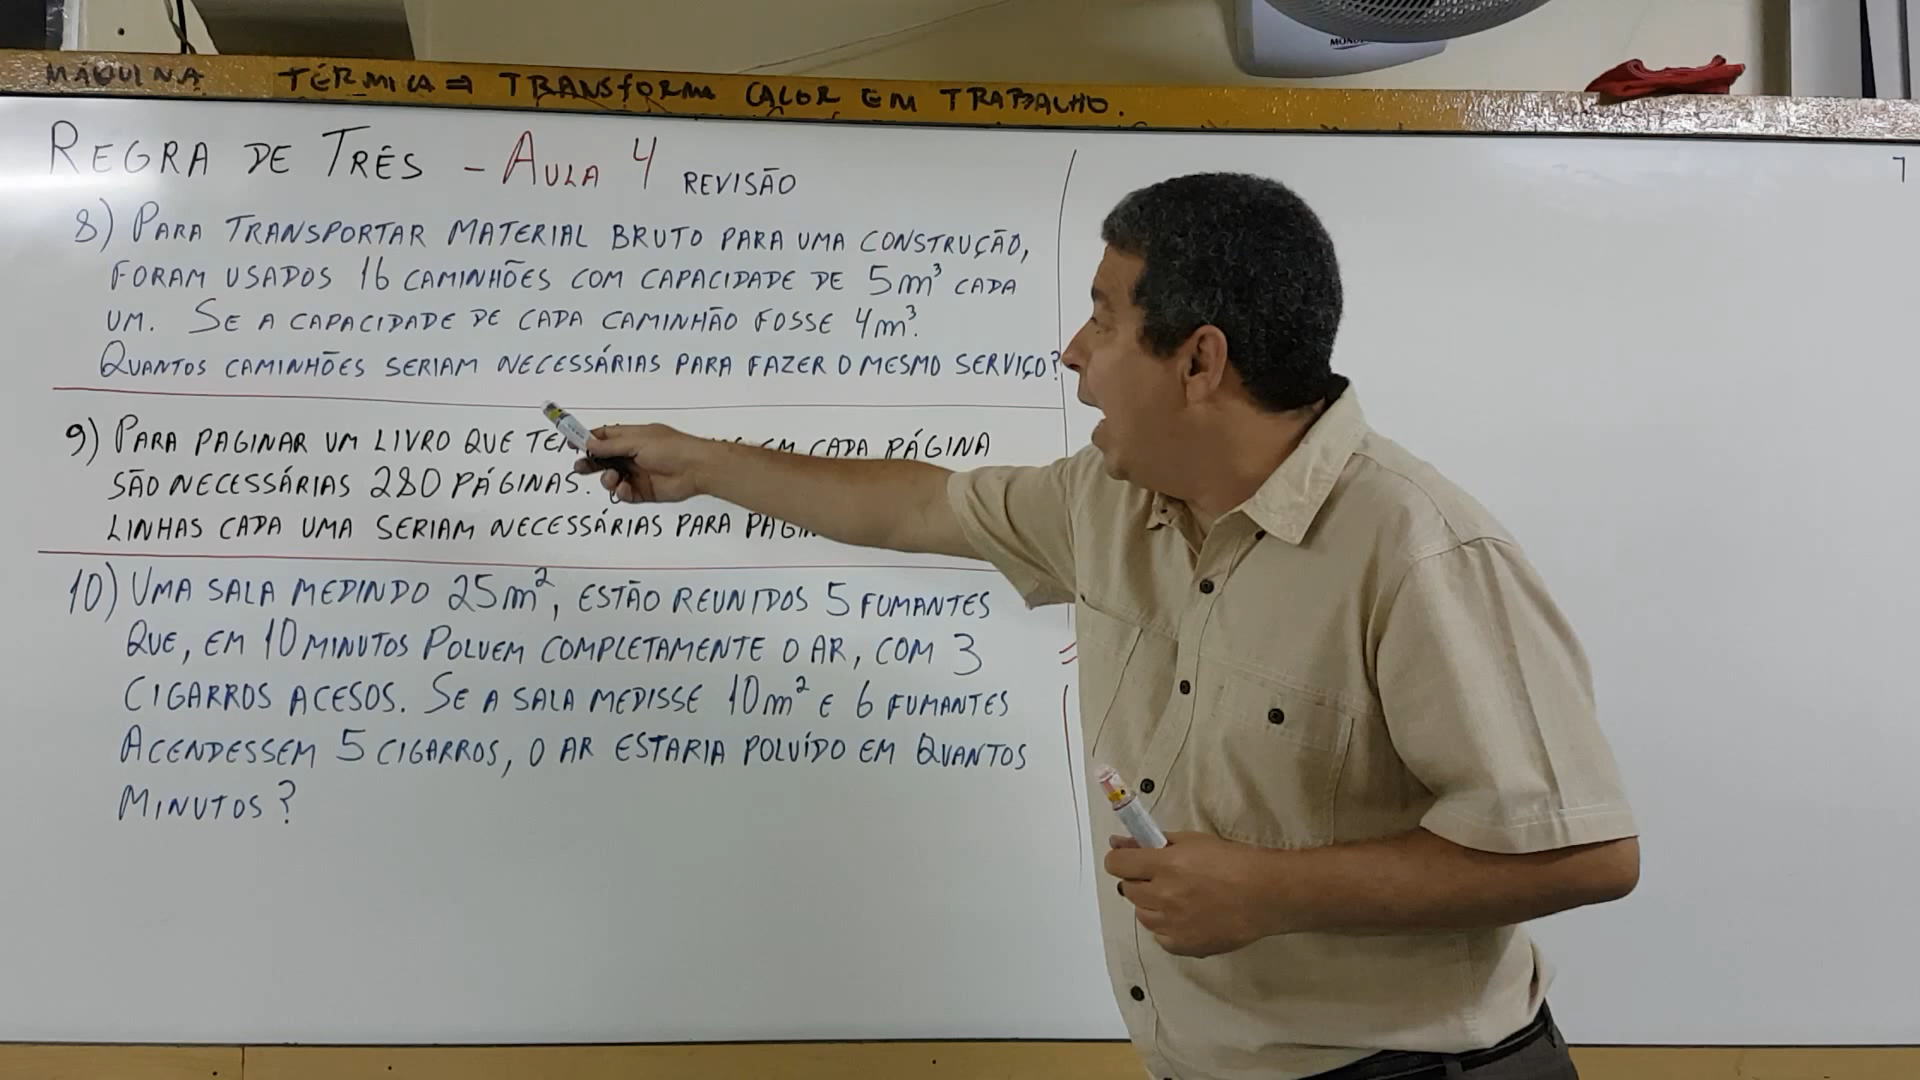 MÁQUINA TÉRMICA ⇒ TRANSFORMA CALOR EM TRABALHO.
REGRA DE TRÊS - AULA 4 REVISÃO
8) PARA TRANSPORTAR MATERIAL BRUTO PARA UMA CONSTRUÇÃO,
FORAM USADOS 16 CAMINHÕES COM CAPACIDADE DE 5m³ CADA
UM. SE A CAPACIDADE DE CADA CAMINHÃO FOSSE 4m³.
QUANTOS CAMINHÕES SERIAM NECESSÁRIAS PARA FAZER O MESMO SERVIÇO?
9) PARA PAGINAR UM LIVRO QUE EM CADA PÁGINA
SÃO NECESSÁRIAS 280 PÁGINAS.
LINHAS CADA UMA SERIAM NECESSÁRIAS PARA
10) UMA SALA MEDINDO 25m², ESTÃO REUNIDOS 5 FUMANTES
QUE, EM 10 MINUTOS POLUEM COMPLETAMENTE O AR, COM 3
CIGARROS ACESOS. SE A SALA MEDISSE 10m² E 6 FUMANTES
ACENDESSEM 5 CIGARROS, O AR ESTARIA POLUÍDO EM QUANTOS
MINUTOS?